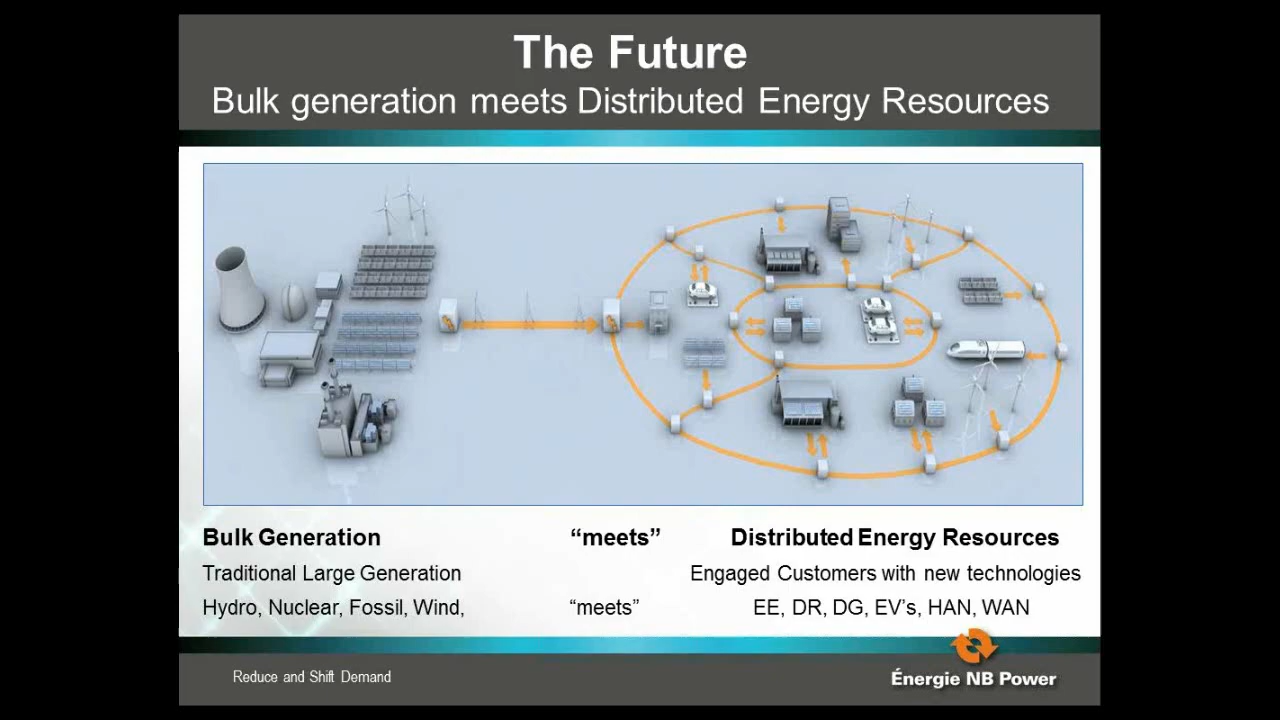 The Future
Bulk generation meets Distributed Energy Resources
Bulk Generation “meets” Distributed Energy Resources
Traditional Large Generation Engaged Customers with new technologies
Hydro, Nuclear, Fossil, Wind, “meets” EE, DR, DG, EV’s, HAN, WAN
Reduce and Shift Demand
Énergie NB Power